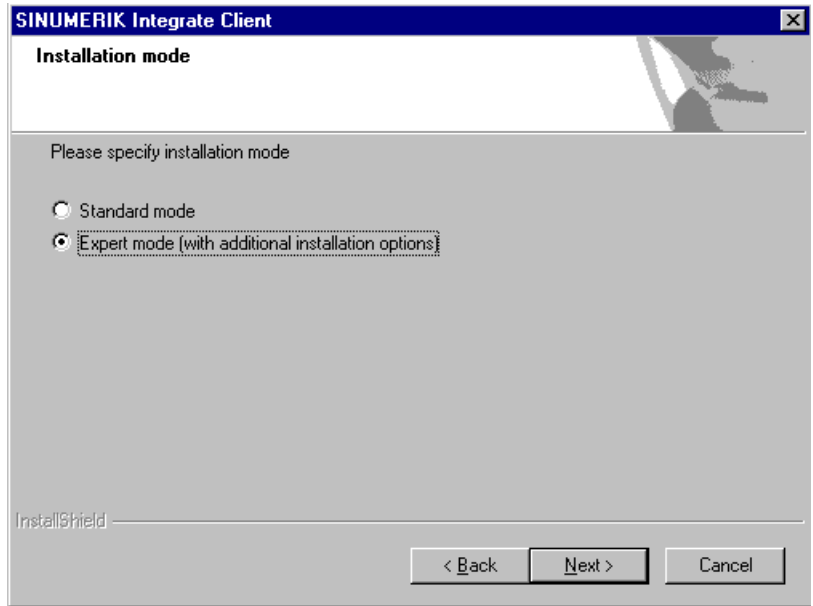 SINUMERIK Integrate Client
Installation mode
Please specify installation mode
Standard mode
Expert mode (with additional installation options)
InstallShield
< Back
Next >
Cancel